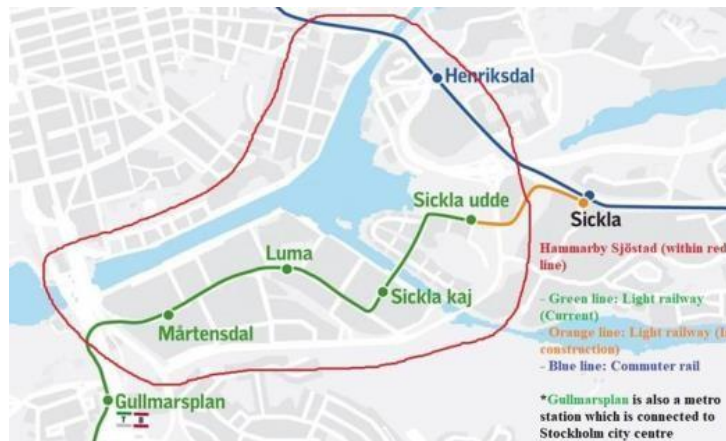 Henriksdal
Sickla udde
Sickla
Luma
Sickla kaj
Mårtensdal
Gullmarsplan
Hammarby Sjöstad (within red
line)
- Green line: Light railway
(Current)
- Orange line: Light railway
construction)
- Blue line: Commuter rail
*Gullmarsplan is also a metro
station which is connected to
Stockholm city centre